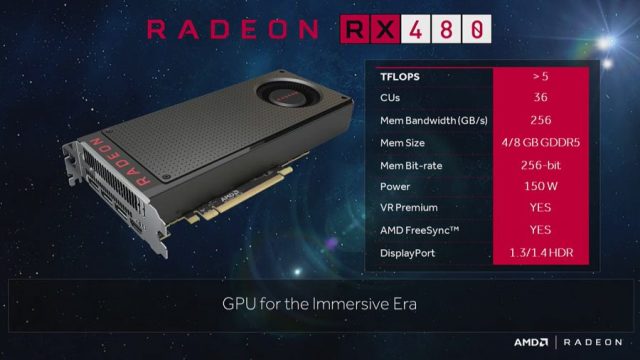 RADEON RX480
TFLOPS > 5
CUs 36
Mem Bandwidth (GB/s) 256
Mem Size 4/8 GB GDDR5
Mem Bit-rate 256-bit
Power 150 W
VR Premium YES
AMD FreeSync™ YES
DisplayPort 1.3/1.4 HDR
RADEON
AMD
GPU for the Immersive Era
AMD | RADEON